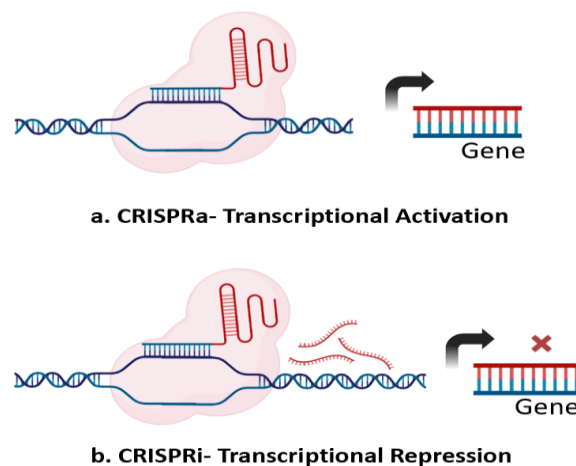 Gene
a. CRISPRa- Transcriptional Activation
Gene
b. CRISPRi- Transcriptional Repression